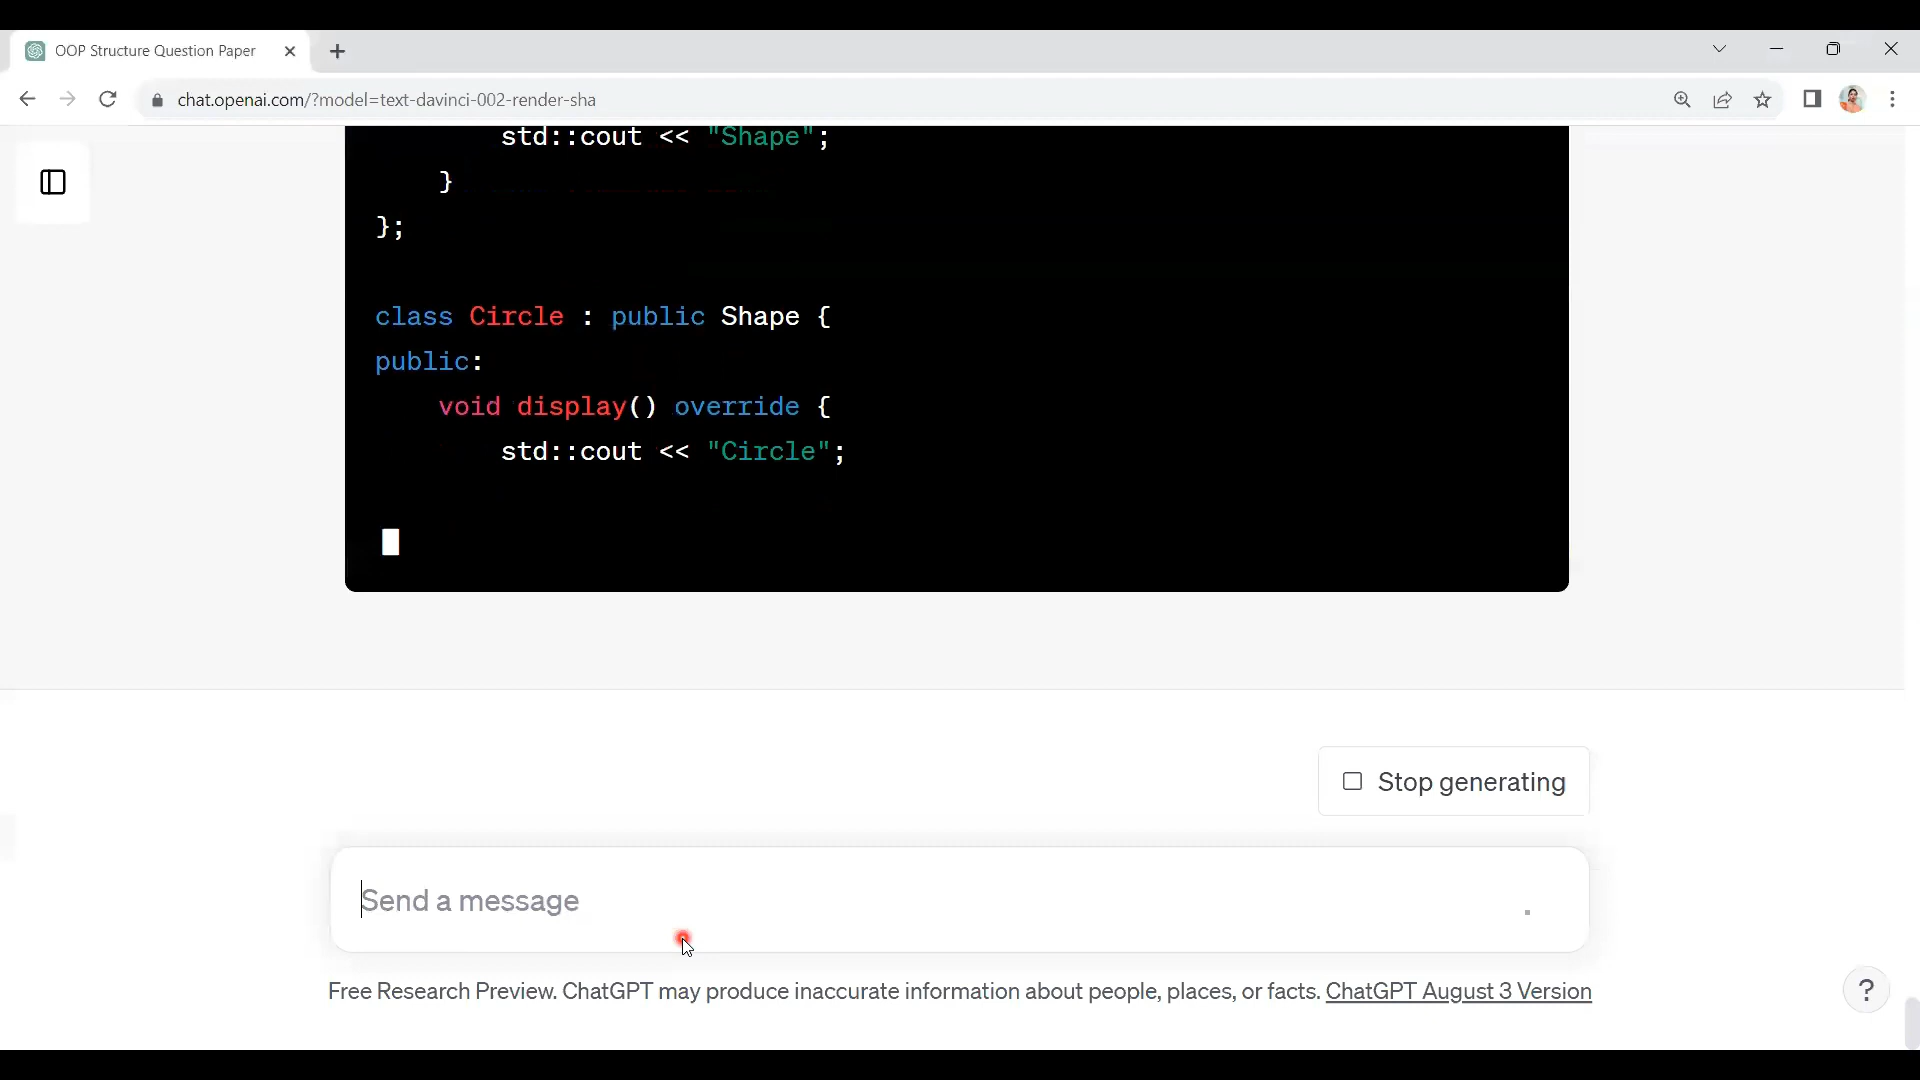 OOP Structure Question Paper
chat.openai.com/?model=text-davinci-002-render-sha
std::cout << "Shape";
}
};
class Circle : public Shape {
public:
void display() override {
std::cout << "Circle";
Stop generating
Send a message
Free Research Preview. ChatGPT may produce inaccurate information about people, places, or facts. ChatGPT August 3 Version
?